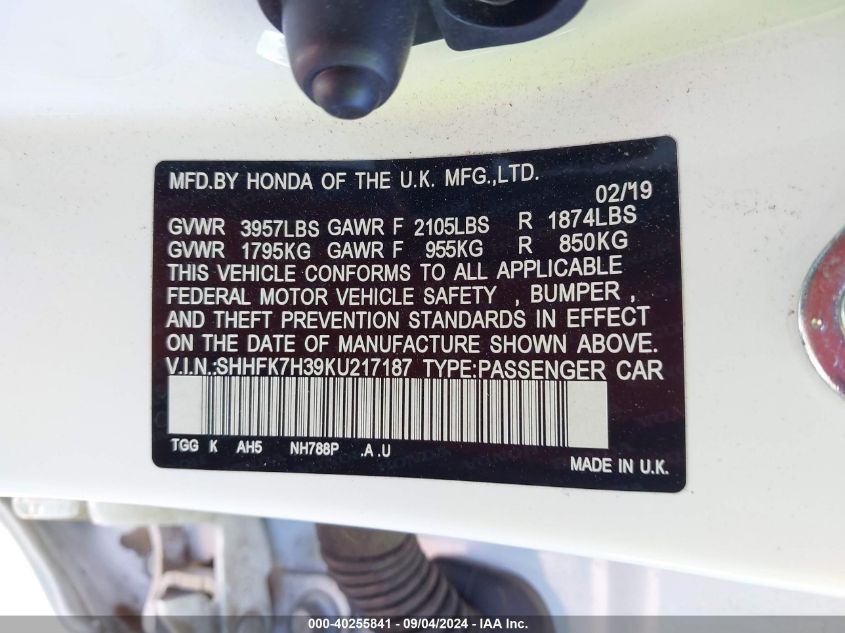 MFD.BY HONDA OF THE U.K. MFG.,LTD.
02/'19
GVWR 3957LBS GAWR F 2105LBS R 1874LBS
GVWR 1795KG GAWR F 955KG R 850KG
THIS VEHICLE CONFORMS TO ALL APPLICABLE
FEDERAL MOTOR VEHICLE SAFETY , BUMPER ,
AND THEFT PREVENTION STANDARDS IN EFFECT
ON THE DATE OF MANUFACTURE SHOWN ABOVE.
V.I.N.:SHHFK7H39KU217187 TYPE:PASSENGER CAR
TGG K AH5 NH788P .A .U
MADE IN U.K.
000-40255841 - 09/04/2024 - IAA Inc.